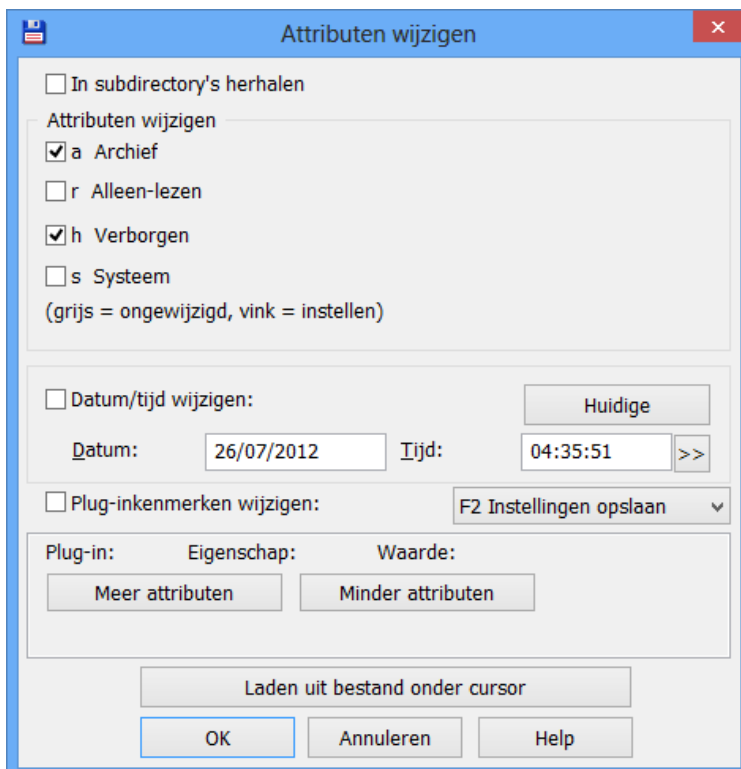 Attributen wijzigen
In subdirectory's herhalen
Attributen wijzigen
a Archief
r Alleen-lezen
h Verborgen
s Systeem
(grijs = ongewijzigd, vink = instellen)
Datum/tijd wijzigen: Huidige
Datum: 26/07/2012 Tijd: 04:35:51 >>
Plug-inkenmerken wijzigen: F2 Instellingen opslaan
Plug-in: Eigenschap: Waarde:
Meer attributen Minder attributen
Laden uit bestand onder cursor
OK Annuleren Help